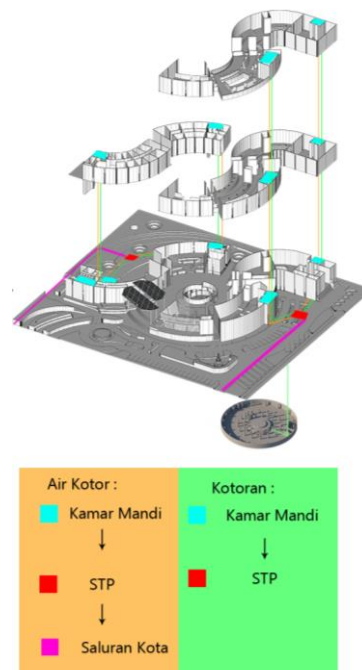 Air Kotor :
Kamar Mandi
STP
Saluran Kota
Kotoran :
Kamar Mandi
STP